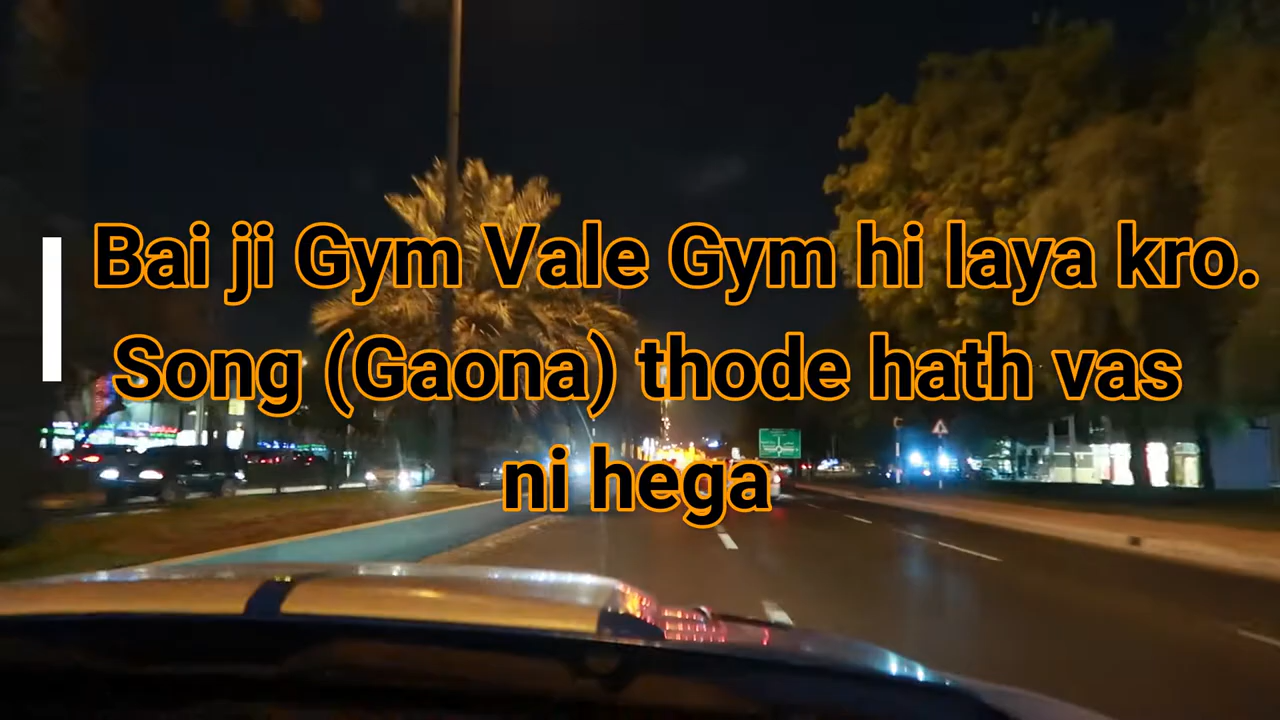 Bai ji Gym Vale Gym hi laya kro.
Song (Gaona) thode hath vas
ni hega